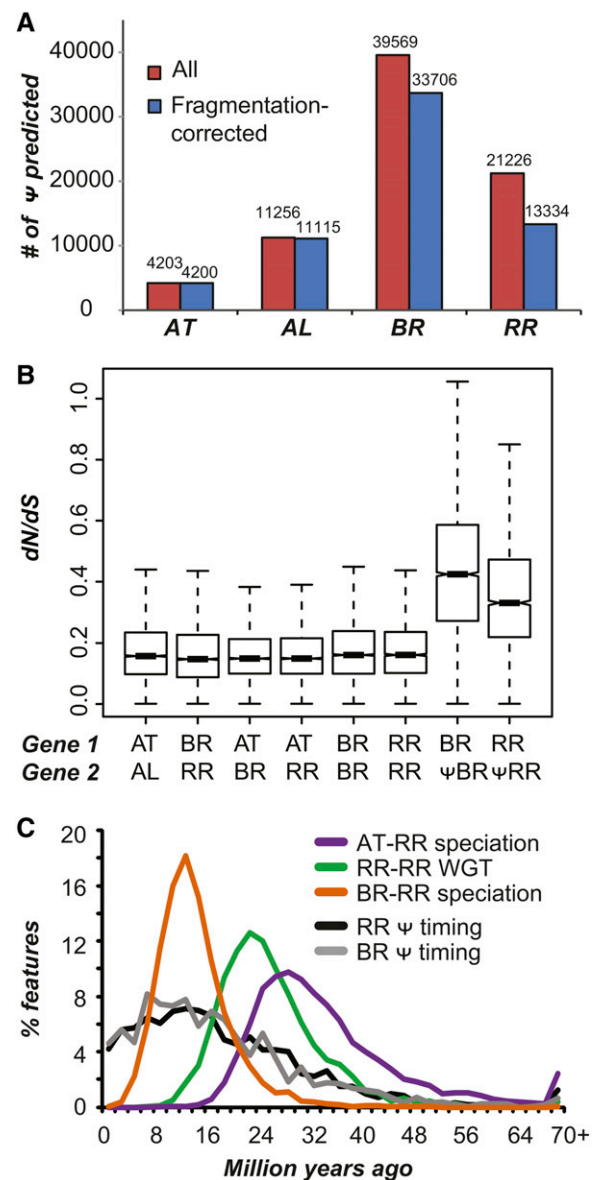 A
# of Ψ predicted
40000
30000
20000
10000
0
All
Fragmentation-
corrected
4203
4200
11256
11115
39569
33706
21226
13334
AT AL BR RR
B
dN/dS
1.0
0.8
0.6
0.4
0.2
0.0
Gene 1 AT BR AT AT BR RR BR RR
Gene 2 AL RR BR RR BR RR ΨBR ΨRR
C
% features
20
16
12
8
4
0
AT-RR speciation
RR-RR WGT
BR-RR speciation
RR Ψ timing
BR Ψ timing
0 8 16 24 32 40 48 56 64 70+
Million years ago